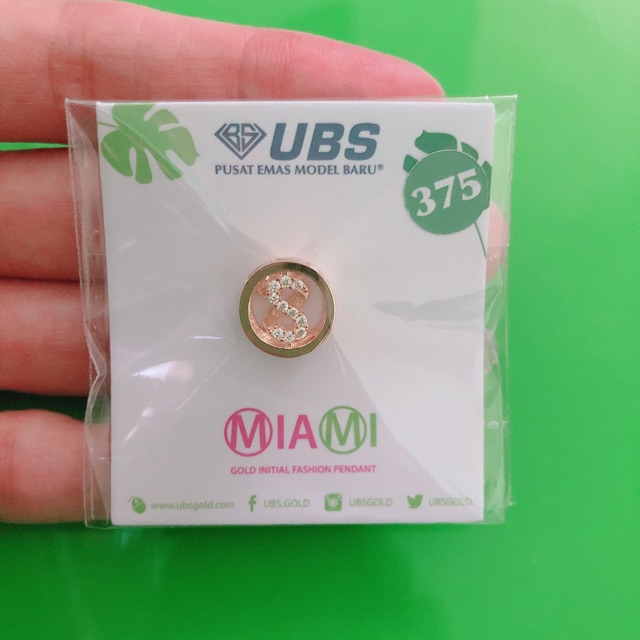 UBS
PUSAT EMAS MODEL BARU®
375
S
MIAMI
GOLD INITIAL FASHION PENDANT
www.ubsgold.com UBS.GOLD UBSGOLD UBSGOLD